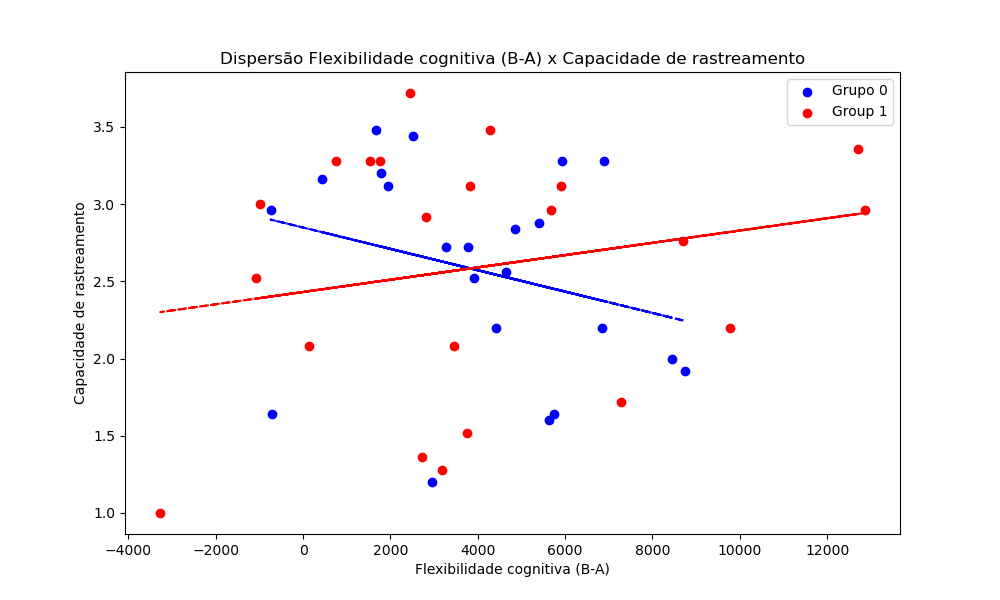 Dispersão Flexibilidade cognitiva (B-A) x Capacidade de rastreamento
Grupo 0
Group 1
Capacidade de rastreamento
3.5
3.0
2.5
2.0
1.5
1.0
−4000 −2000 0 2000 4000 6000 8000 10000 12000
Flexibilidade cognitiva (B-A)